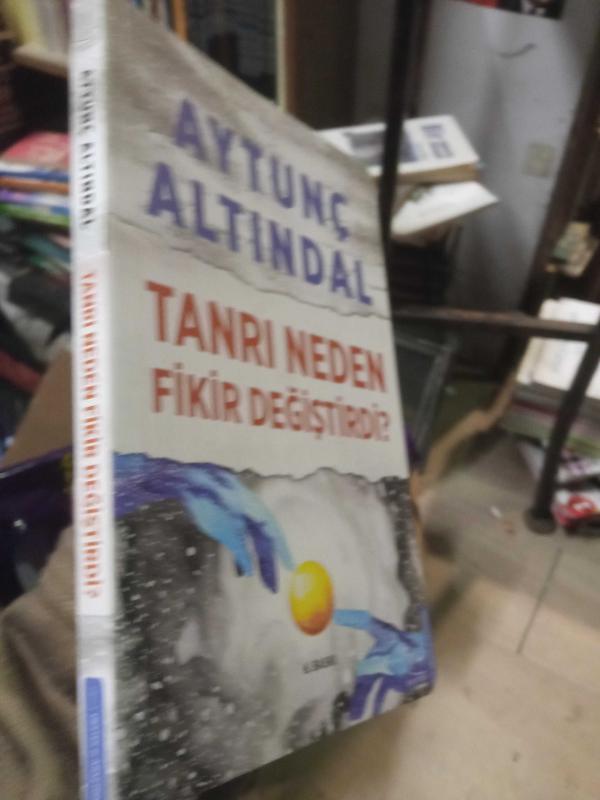 AYTUNÇ
ALTINDAL
TANRI NEDEN
FİKİR DEĞİŞTİRDİ?
AYTUNÇ ALTINDAL
TANRI NEDEN FİKİR DEĞİŞTİRDİ?